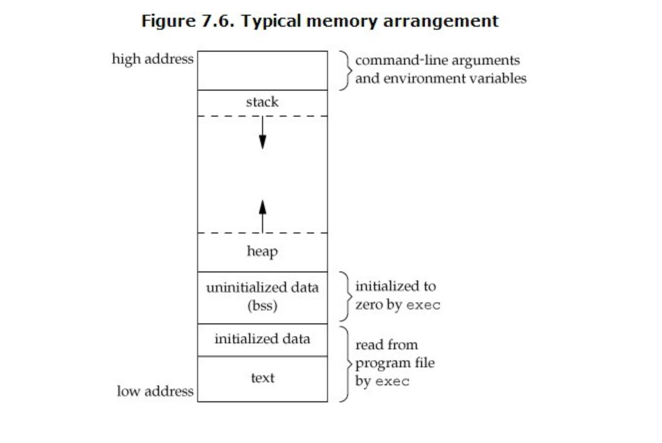 Figure 7.6. Typical memory arrangement
high address
command-line arguments
and environment variables
stack
heap
uninitialized data
(bss)
initialized to
zero by exec
initialized data
read from
program file
by exec
text
low address